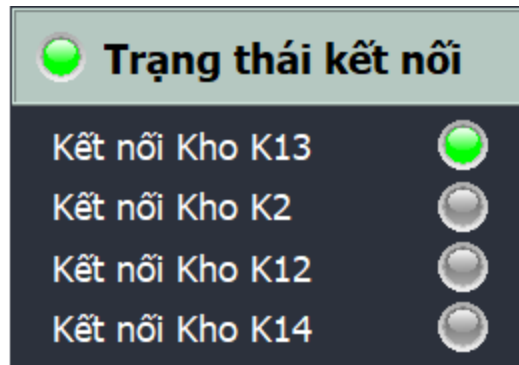 Trạng thái kết nối
Kết nối Kho K13
Kết nối Kho K2
Kết nối Kho K12
Kết nối Kho K14